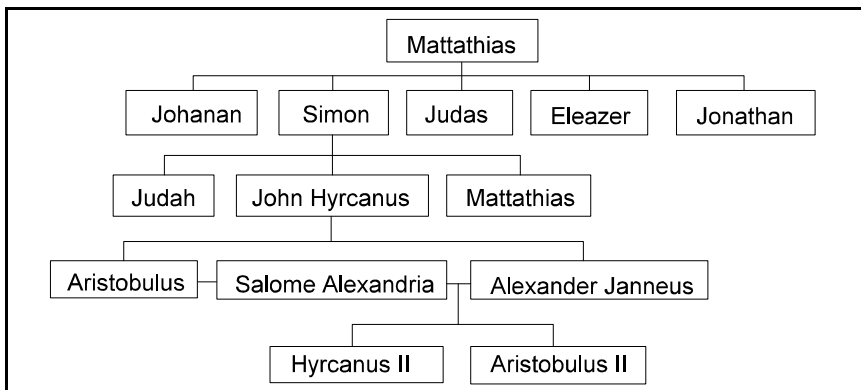 Mattathias
Johanan
Simon
Judas
Eleazer
Jonathan
Judah
John Hyrcanus
Mattathias
Aristobulus
Salome Alexandria
Alexander Janneus
Hyrcanus II
Aristobulus II